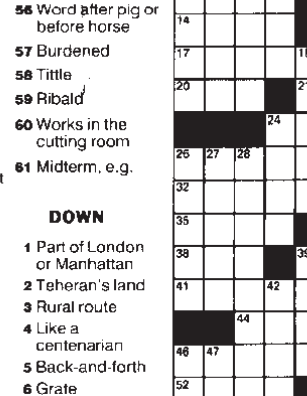 56 Word after pig or
before horse
57 Burdened
58 Tittle
59 Ribald
60 Works in the
cutting room
61 Midterm, e.g.
DOWN
1 Part of London
or Manhattan
2 Teheran's land
3 Rural route
4 Like a
centenarian
5 Back-and-forth
6 Grate
14
17
20
24
26 27 28
32
35
38
41 42
44
46 47
52